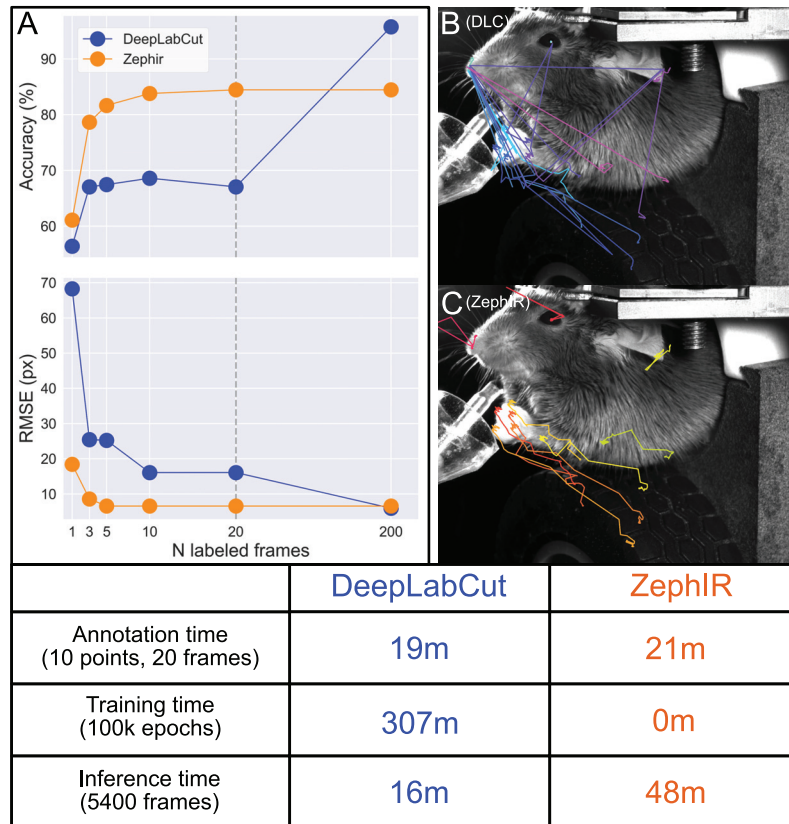 A
DeepLabCut
Zephir
Accuracy (%)
90
80
70
60
RMSE (px)
70
60
50
40
30
20
10
1 3 5 10 20 200
N labeled frames
B (DLC)
C (ZephIR)
DeepLabCut ZephIR
Annotation time
(10 points, 20 frames)
19m 21m
Training time
(100k epochs)
307m 0m
Inference time
(5400 frames)
16m 48m